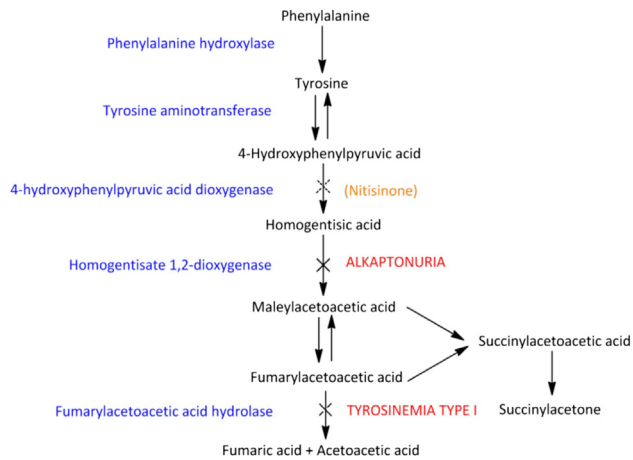 Phenylalanine
Phenylalanine hydroxylase
Tyrosine
Tyrosine aminotransferase
4-Hydroxyphenylpyruvic acid
4-hydroxyphenylpyruvic acid dioxygenase
(Nitisinone)
Homogentisic acid
Homogentisate 1,2-dioxygenase
ALKAPTONURIA
Maleylacetoacetic acid
Succinylacetoacetic acid
Fumarylacetoacetic acid
Fumarylacetoacetic acid hydrolase
TYROSINEMIA TYPE I
Succinylacetone
Fumaric acid + Acetoacetic acid